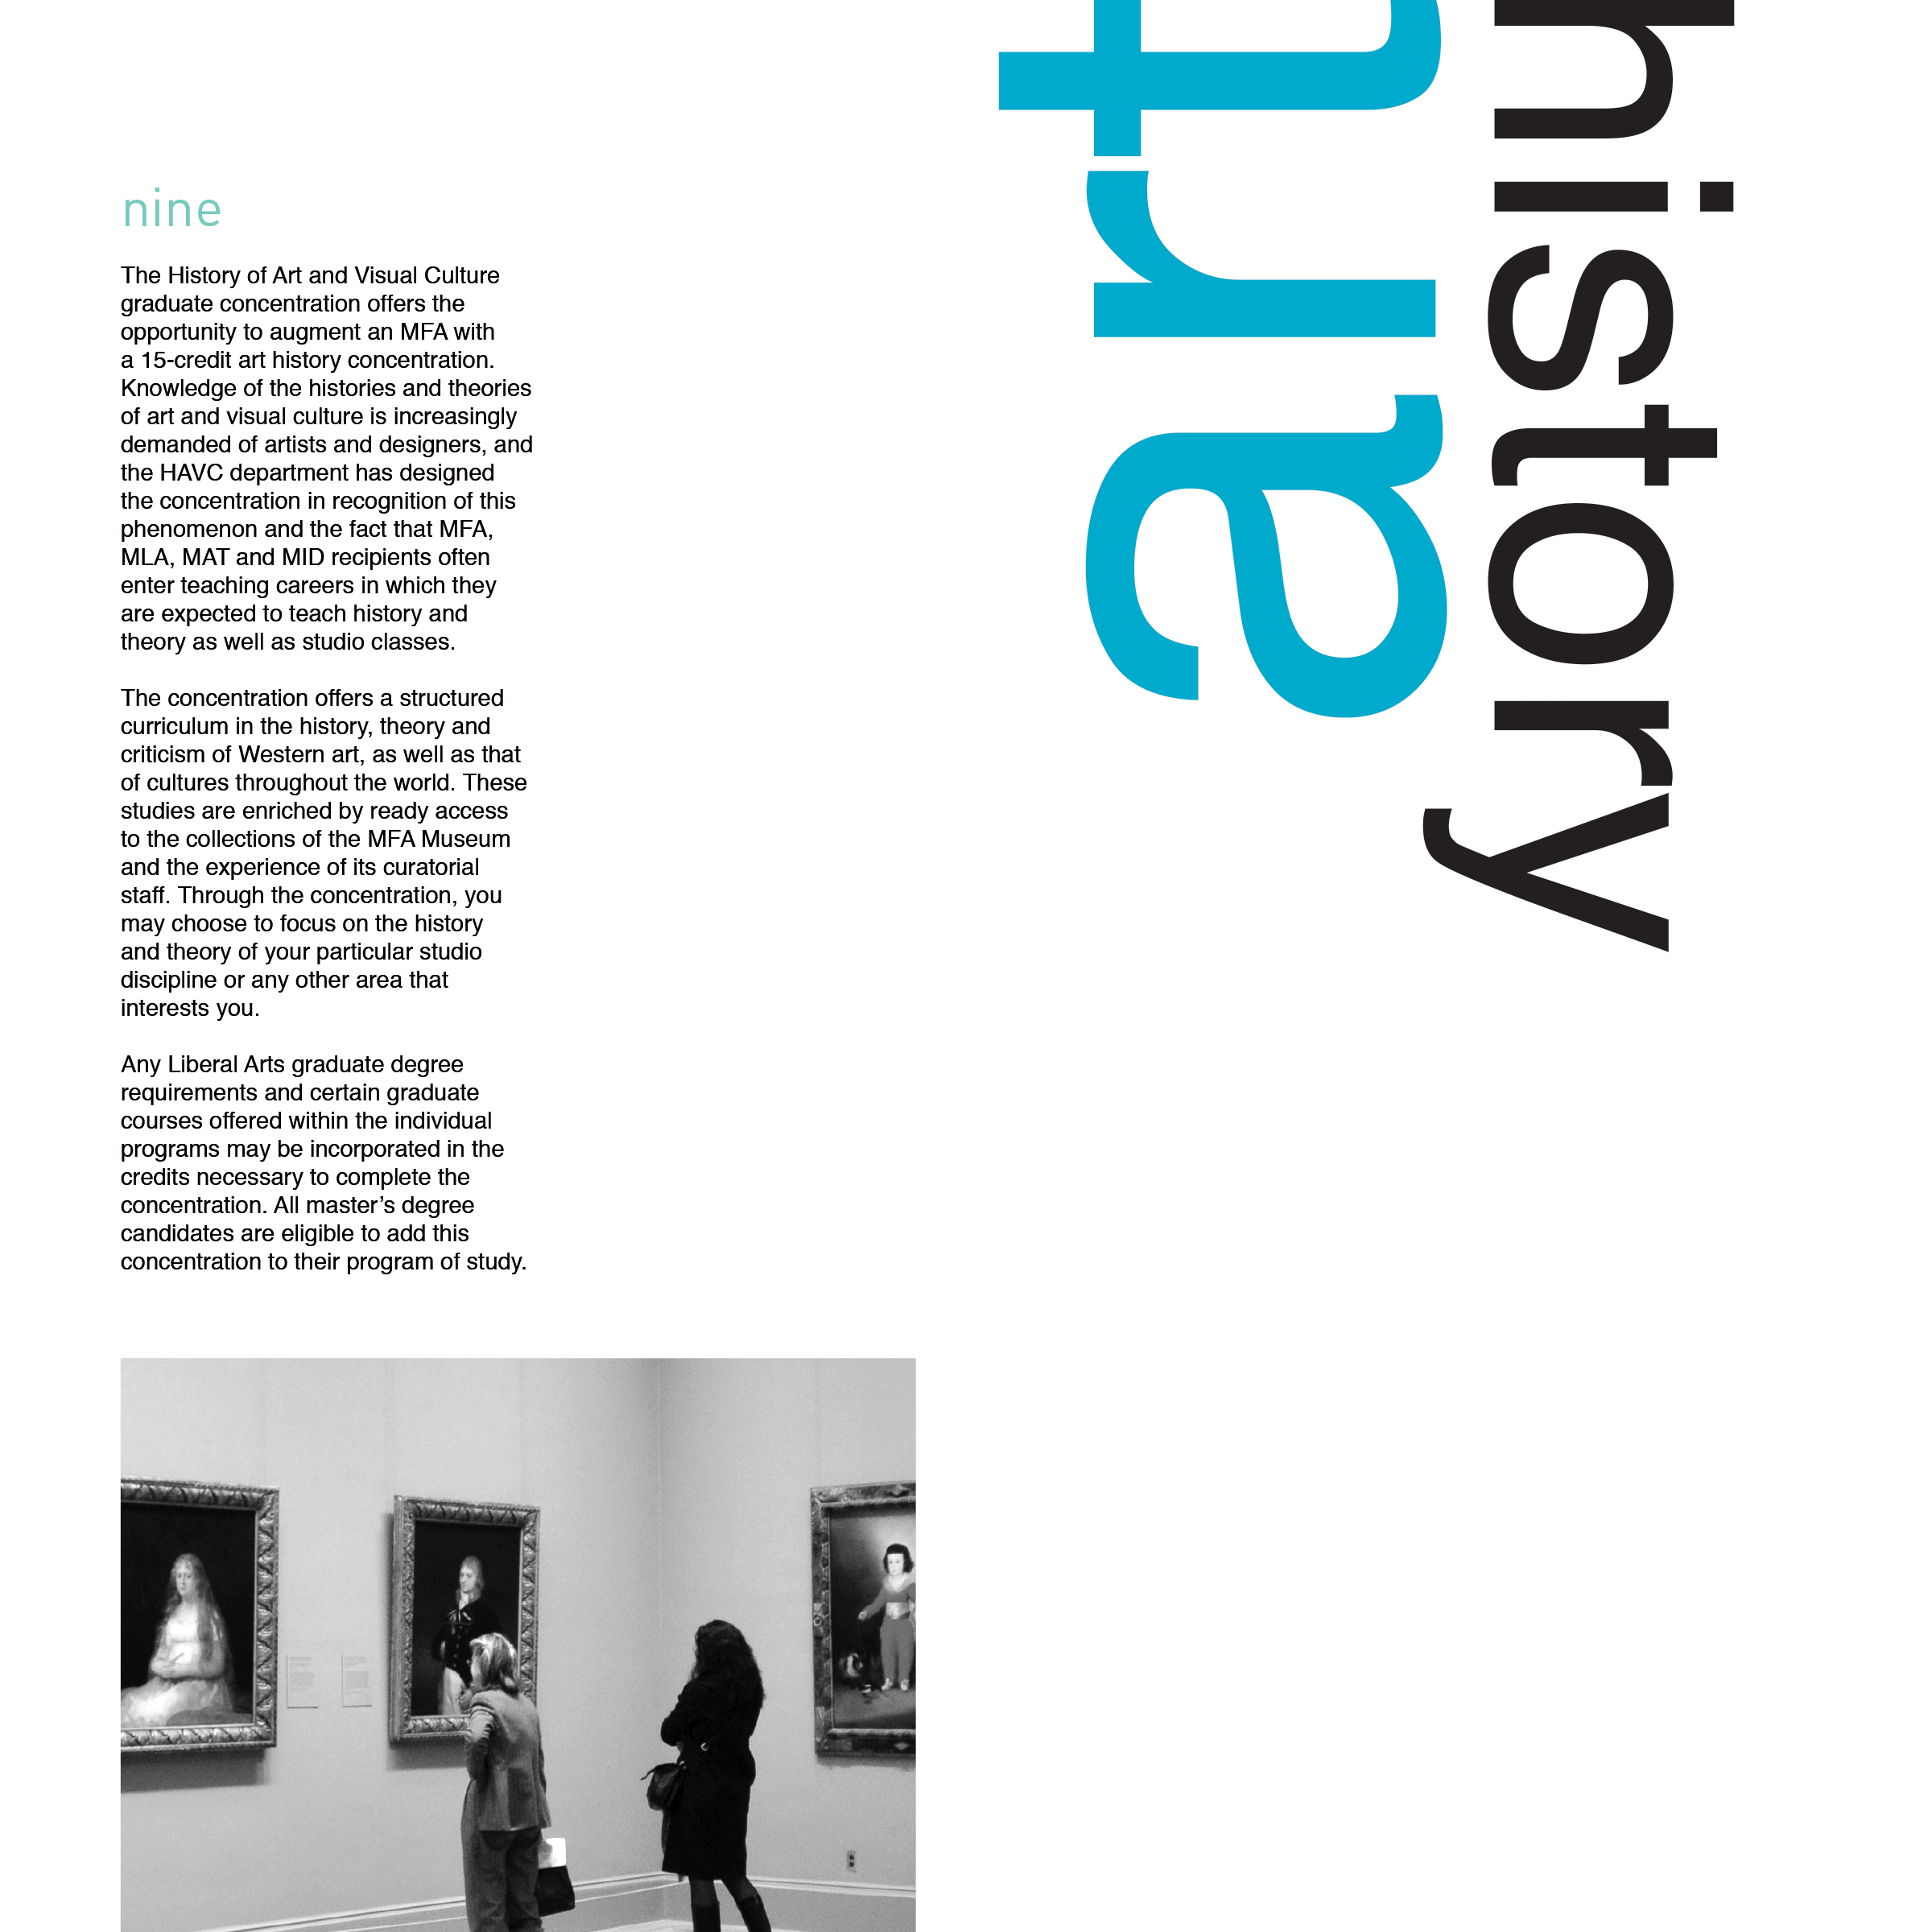 art
history
nine
The History of Art and Visual Culture
graduate concentration offers the
opportunity to augment an MFA with
a 15-credit art history concentration.
Knowledge of the histories and theories
of art and visual culture is increasingly
demanded of artists and designers, and
the HAVC department has designed
the concentration in recognition of this
phenomenon and the fact that MFA,
MLA, MAT and MID recipients often
enter teaching careers in which they
are expected to teach history and
theory as well as studio classes.
The concentration offers a structured
curriculum in the history, theory and
criticism of Western art, as well as that
of cultures throughout the world. These
studies are enriched by ready access
to the collections of the MFA Museum
and the experience of its curatorial
staff. Through the concentration, you
may choose to focus on the history
and theory of your particular studio
discipline or any other area that
interests you.
Any Liberal Arts graduate degree
requirements and certain graduate
courses offered within the individual
programs may be incorporated in the
credits necessary to complete the
concentration. All master’s degree
candidates are eligible to add this
concentration to their program of study.